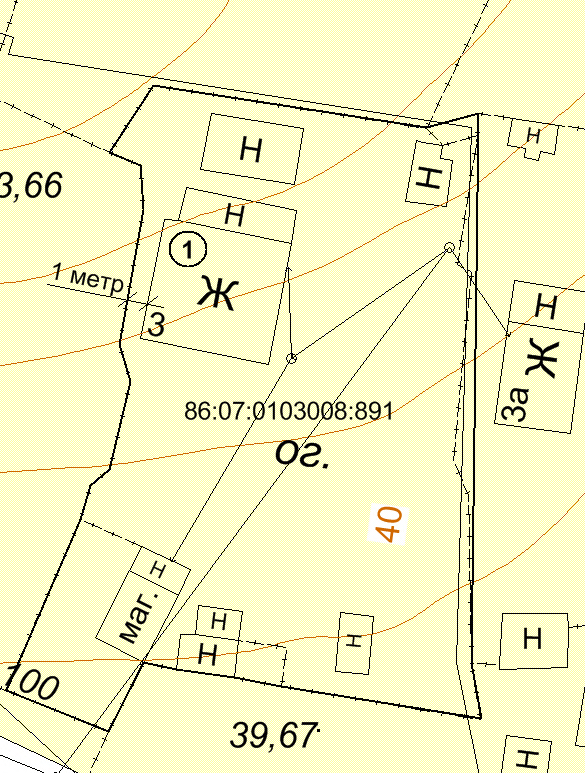 Н
Н
Н
3,66
Н
1
1 метр
Ж
Н
3
Ж
3а
86:07:0103008:891
ог.
40
Н
маг.
Н
Н
Н
Н
100
39,67
Н